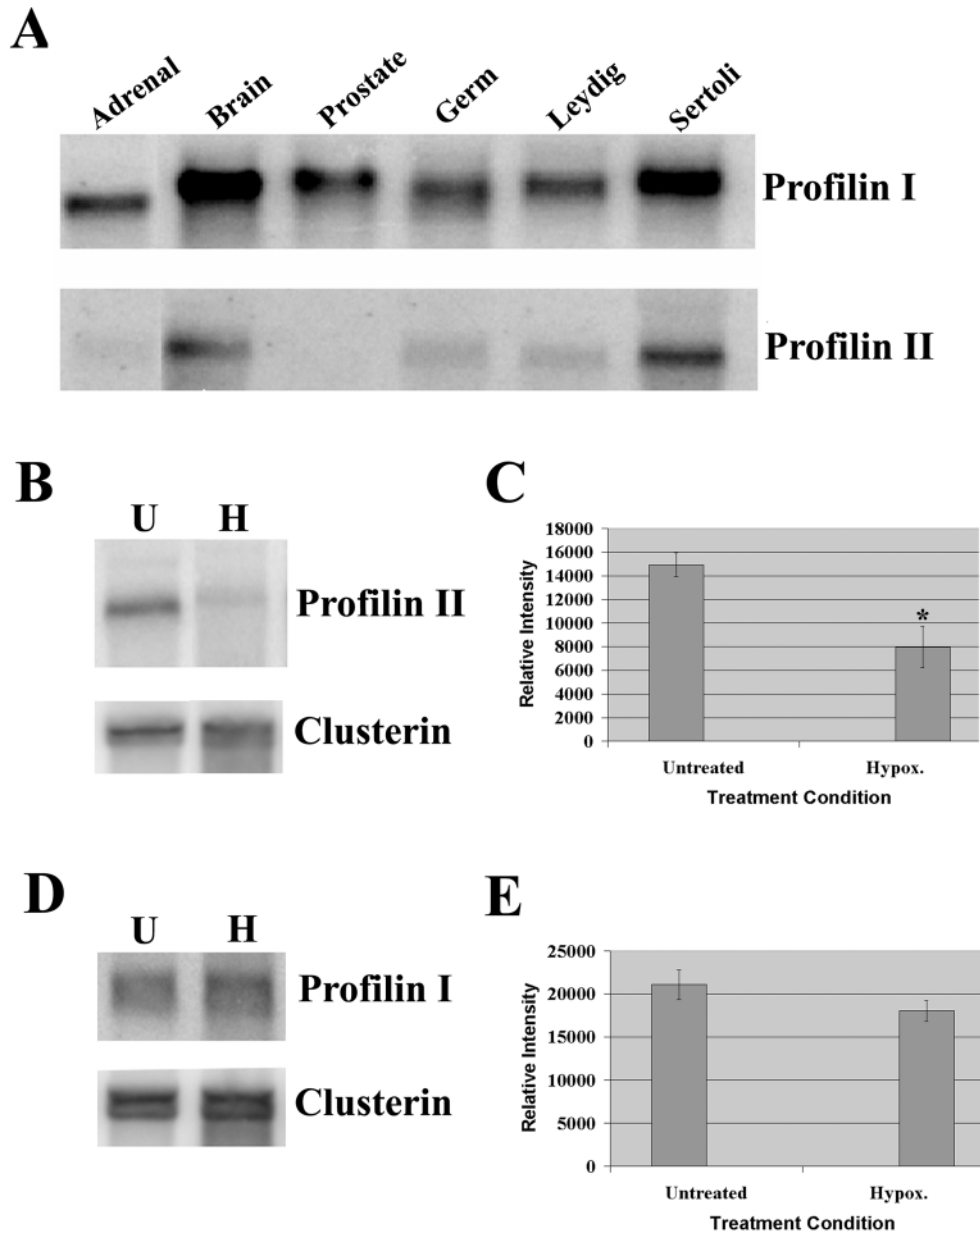 A
Adrenal Brain Prostate Germ Leydig Sertoli
Profilin I
Profilin II
B
U H
Profilin II
Clusterin
C
18000
16000
14000
12000
10000
8000
6000
4000
2000
0
Relative Intensity
*
Untreated Hypox.
Treatment Condition
D
U H
Profilin I
Clusterin
E
25000
20000
15000
10000
5000
0
Relative Intensity
Untreated Hypox.
Treatment Condition